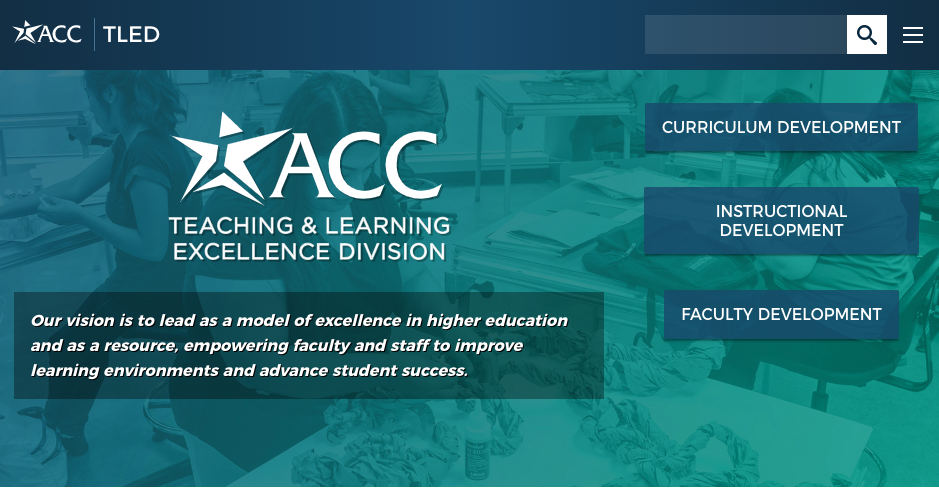 ACC TLED
ACC
TEACHING & LEARNING
EXCELLENCE DIVISION
Our vision is to lead as a model of excellence in higher education
and as a resource, empowering faculty and staff to improve
learning environments and advance student success.
CURRICULUM DEVELOPMENT
INSTRUCTIONAL
DEVELOPMENT
FACULTY DEVELOPMENT